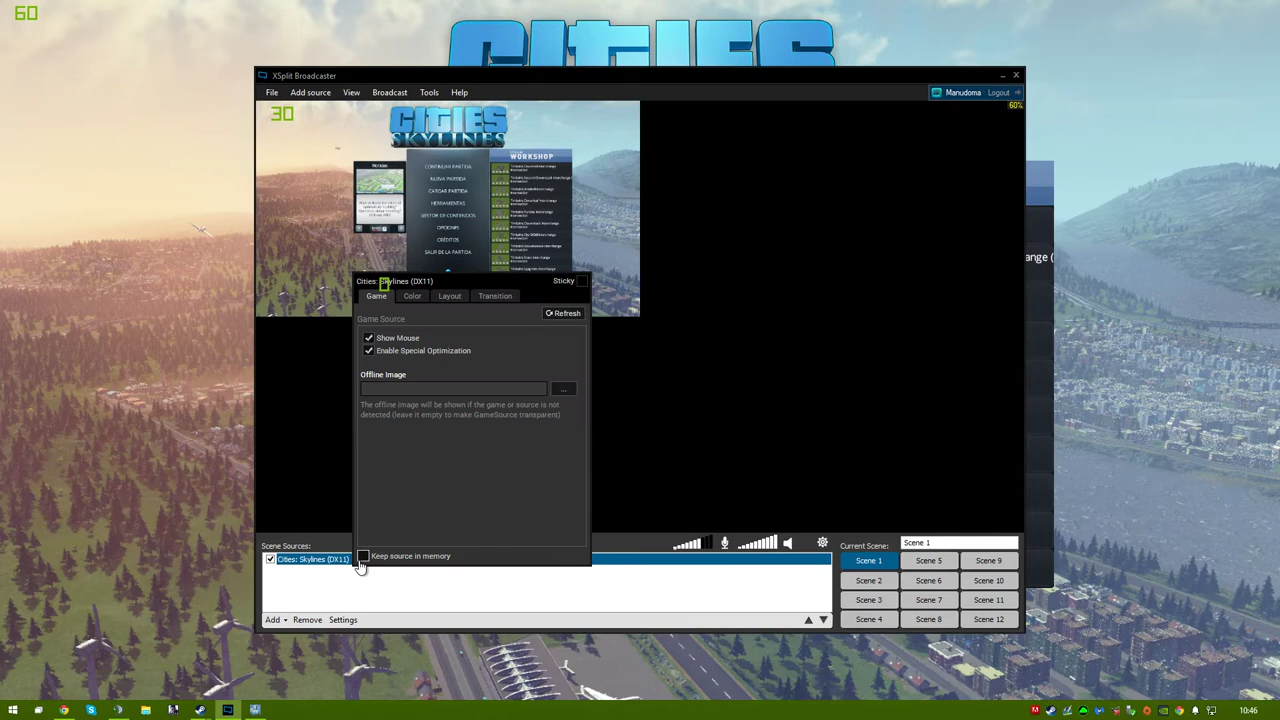 60
CITIES
XSplit Broadcaster
File Add source View Broadcast Tools Help
Manudoma Logout
60%
30
CITIES
SKYLINES
WORKSHOP
CONTINUAR PARTIDA
NUEVA PARTIDA
CARGAR PARTIDA
HERRAMIENTAS
GESTOR DE CONTENIDOS
OPCIONES
CRÉDITOS
SALIR DE LA PARTIDA
Cities: Skylines (DX11) Sticky
Game Color Layout Transition
Refresh
Game Source
Show Mouse
Enable Special Optimization
Offline Image
...
The offline image will be shown if the game or source is not
detected (leave it empty to make GameSource transparent)
Keep source in memory
ange (
Scene Sources:
Cities: Skylines (DX11)
Add Remove Settings
Current Scene: Scene 1
Scene 1 Scene 5 Scene 9
Scene 2 Scene 6 Scene 10
Scene 3 Scene 7 Scene 11
Scene 4 Scene 8 Scene 12
10:46